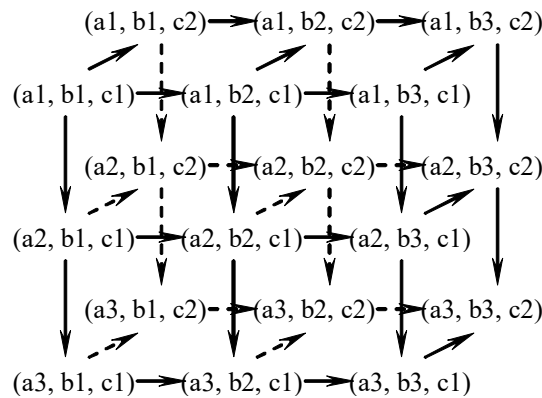 (a1, b1, c2) (a1, b2, c2) (a1, b3, c2)
(a1, b1, c1) (a1, b2, c1) (a1, b3, c1)
(a2, b1, c2) (a2, b2, c2) (a2, b3, c2)
(a2, b1, c1) (a2, b2, c1) (a2, b3, c1)
(a3, b1, c2) (a3, b2, c2) (a3, b3, c2)
(a3, b1, c1) (a3, b2, c1) (a3, b3, c1)